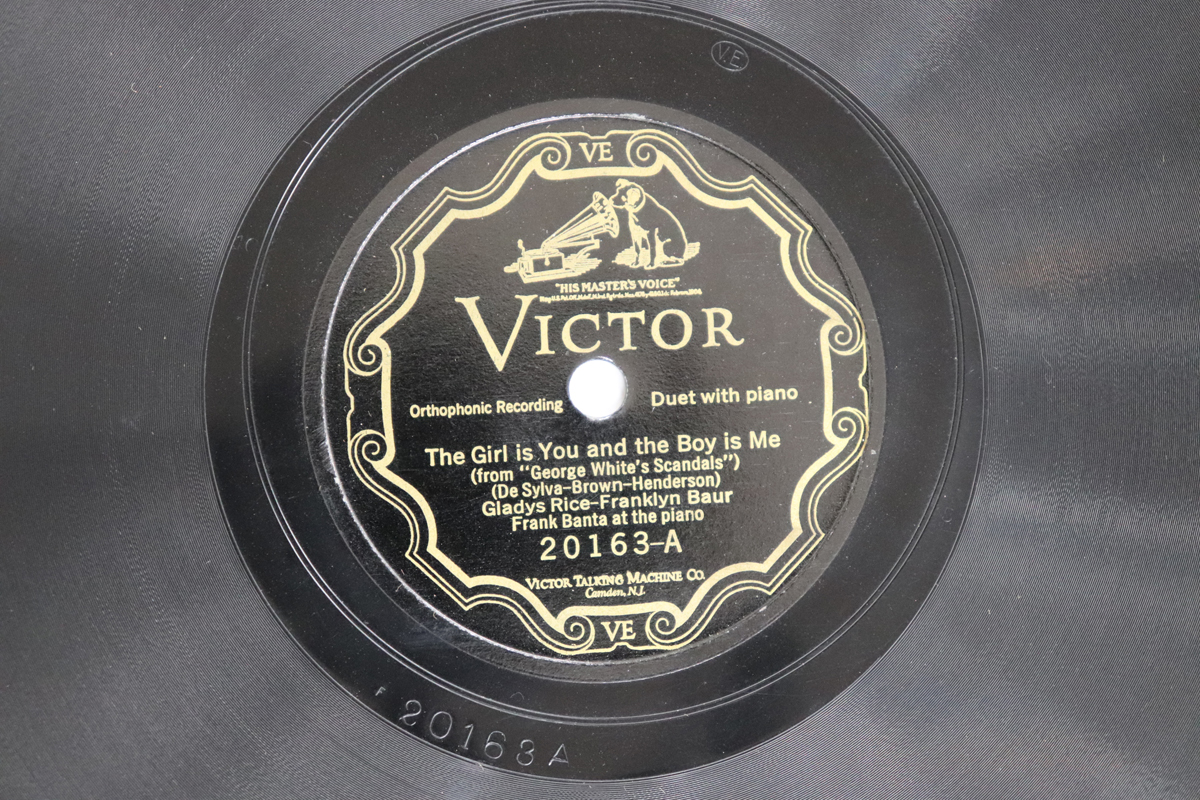 VE
VE
"HIS MASTER'S VOICE"
VICTOR
Orthophonic Recording
Duet with piano
The Girl is You and the Boy is Me
(from "George White's Scandals")
(De Sylva-Brown-Henderson)
Gladys Rice-Franklyn Baur
Frank Banta at the piano
20163-A
VICTOR TALKING MACHINE CO.
Camden, N.J.
VE
F
20163A